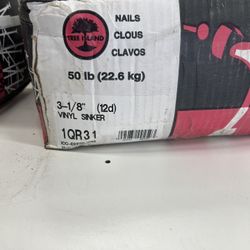 TREE ISLAND
NAILS
CLOUS
CLAVOS
50 lb (22.6 kg)
3-1/8" (12d)
VINYL SINKER
1QR31